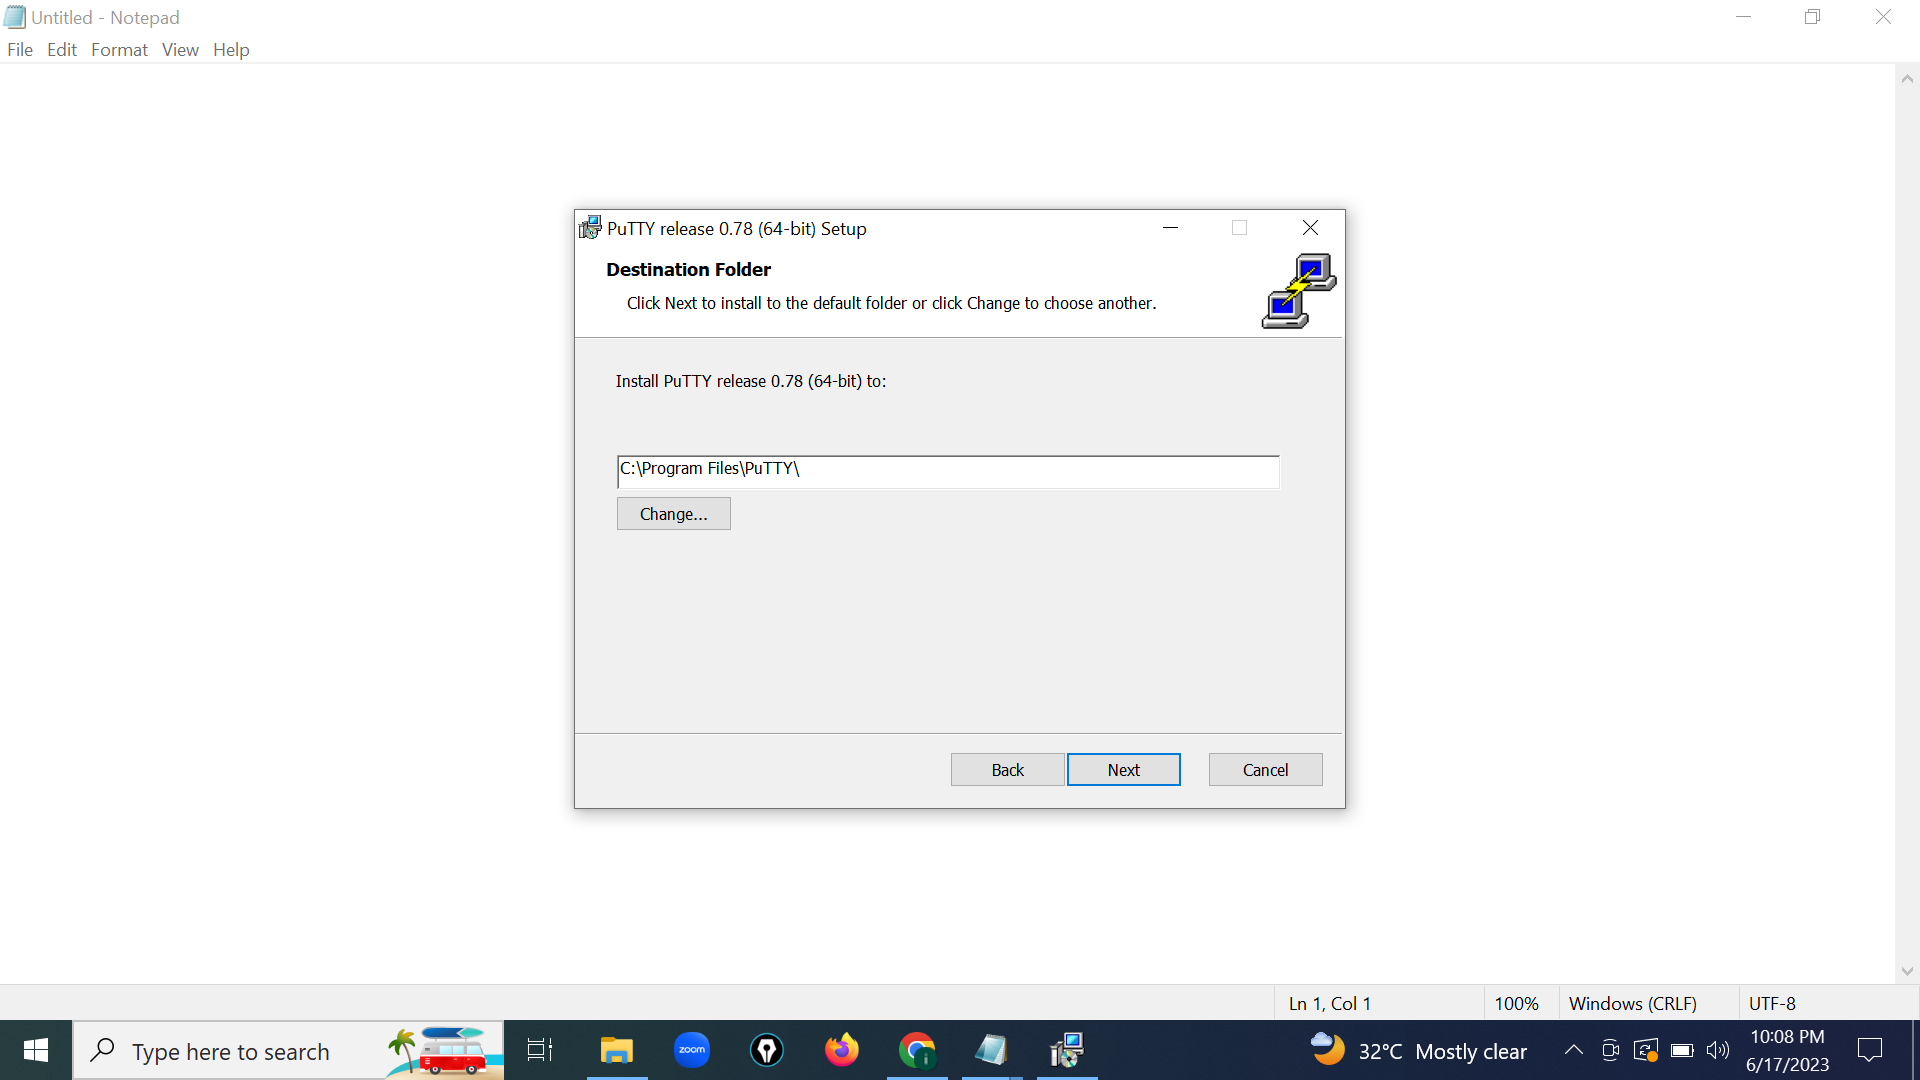 Untitled - Notepad
File Edit Format View Help
PuTTY release 0.78 (64-bit) Setup
Destination Folder
Click Next to install to the default folder or click Change to choose another.
Install PuTTY release 0.78 (64-bit) to:
C:\Program Files\PuTTY\
Change...
Back Next Cancel
Ln 1, Col 1 100% Windows (CRLF) UTF-8
Type here to search zoom 32°C Mostly clear 10:08 PM
6/17/2023